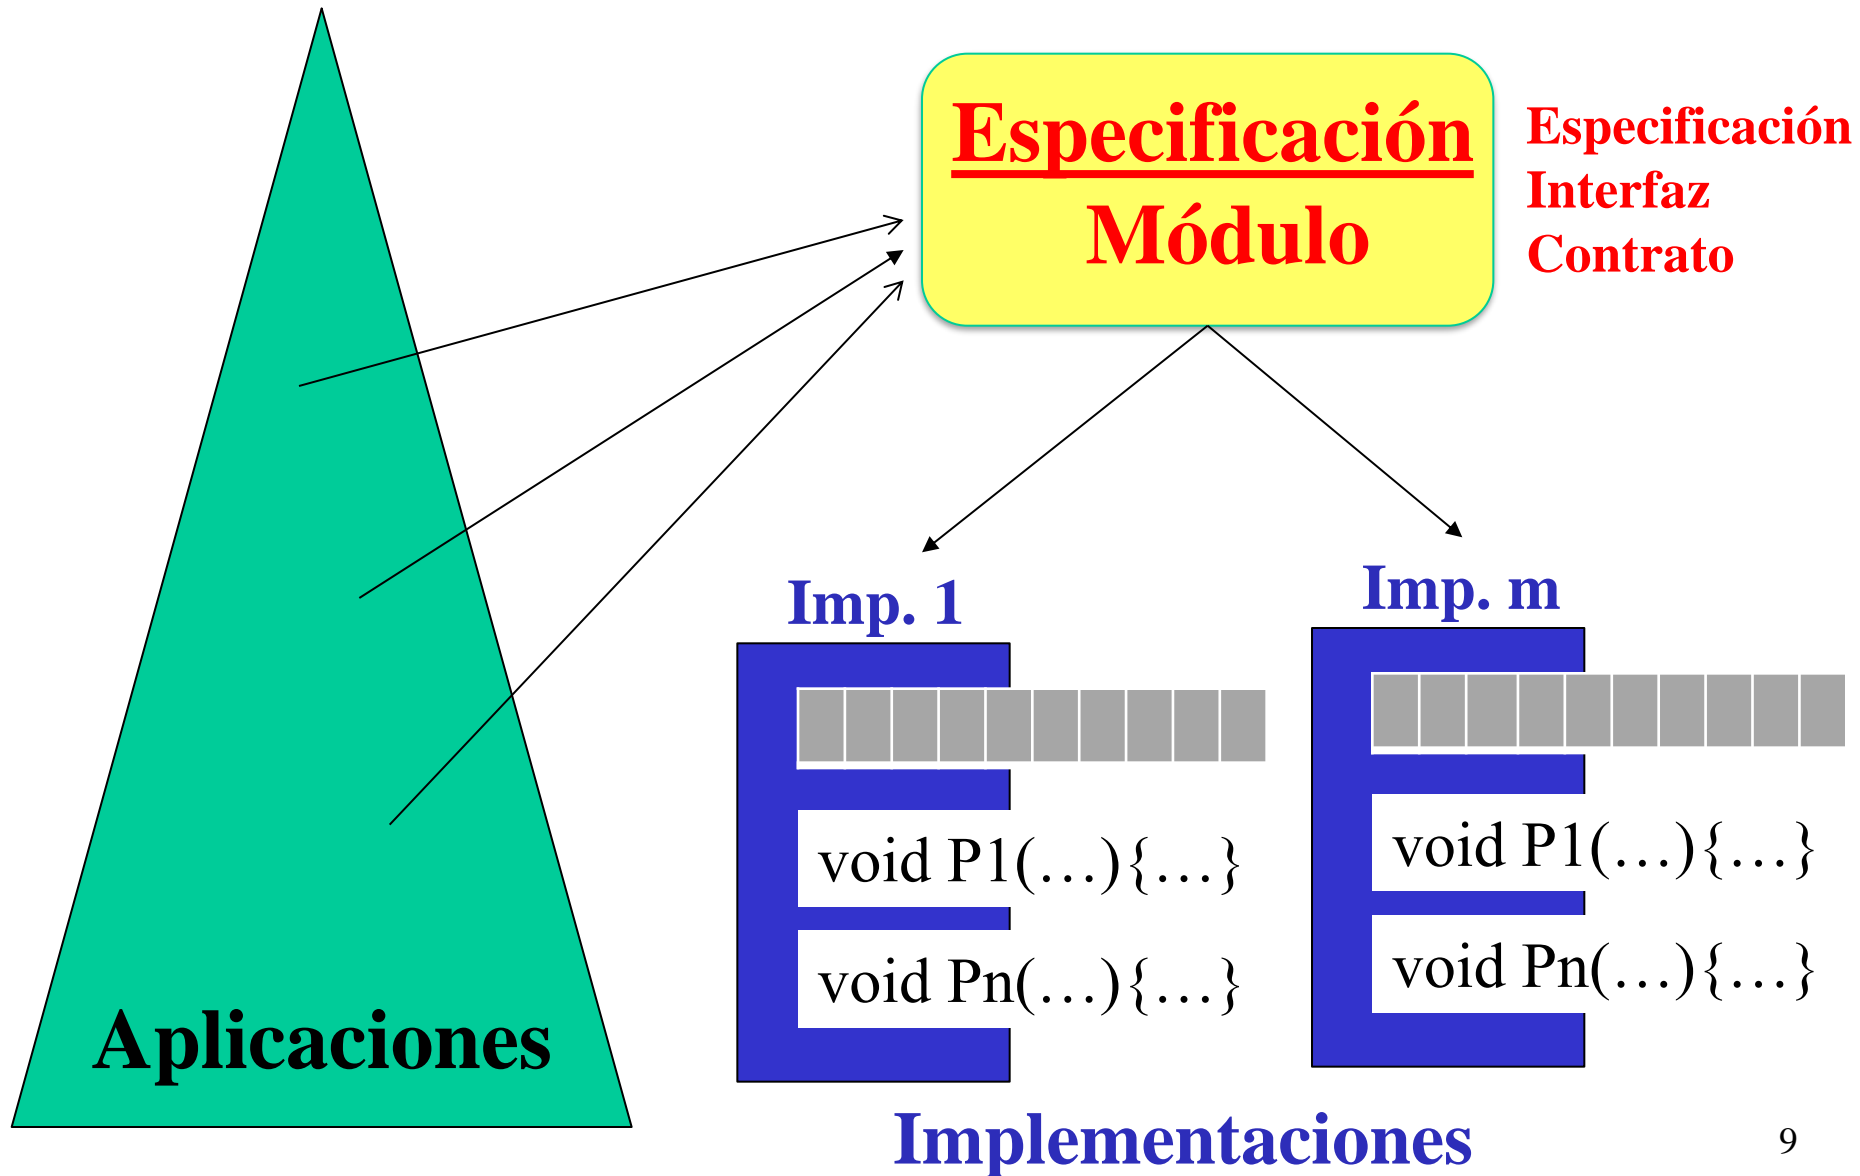 Especificación
Módulo
Especificación
Interfaz
Contrato
Imp. 1
Imp. m
void P1(…){…}
void Pn(…){…}
void P1(…){…}
void Pn(…){…}
Aplicaciones
Implementaciones
9